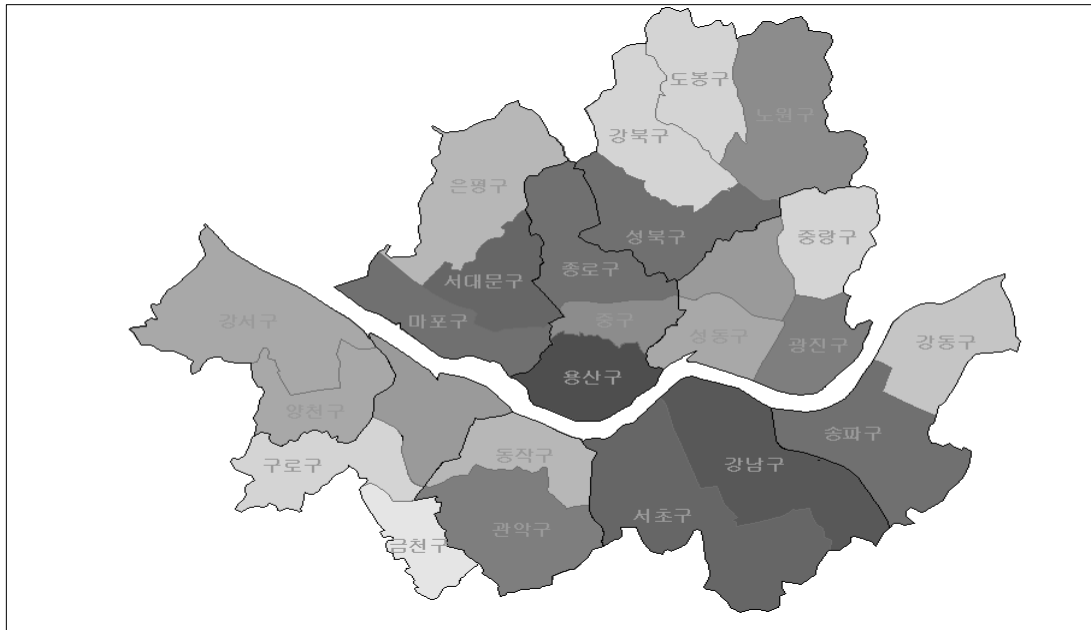 도봉구
노원구
강북구
은평구
성북구
중랑구
종로구
서대문구
강서구
마포구
중구
성동구
광진구
강동구
용산구
양천구
송파구
동작구
구로구
강남구
서초구
관악구
금천구